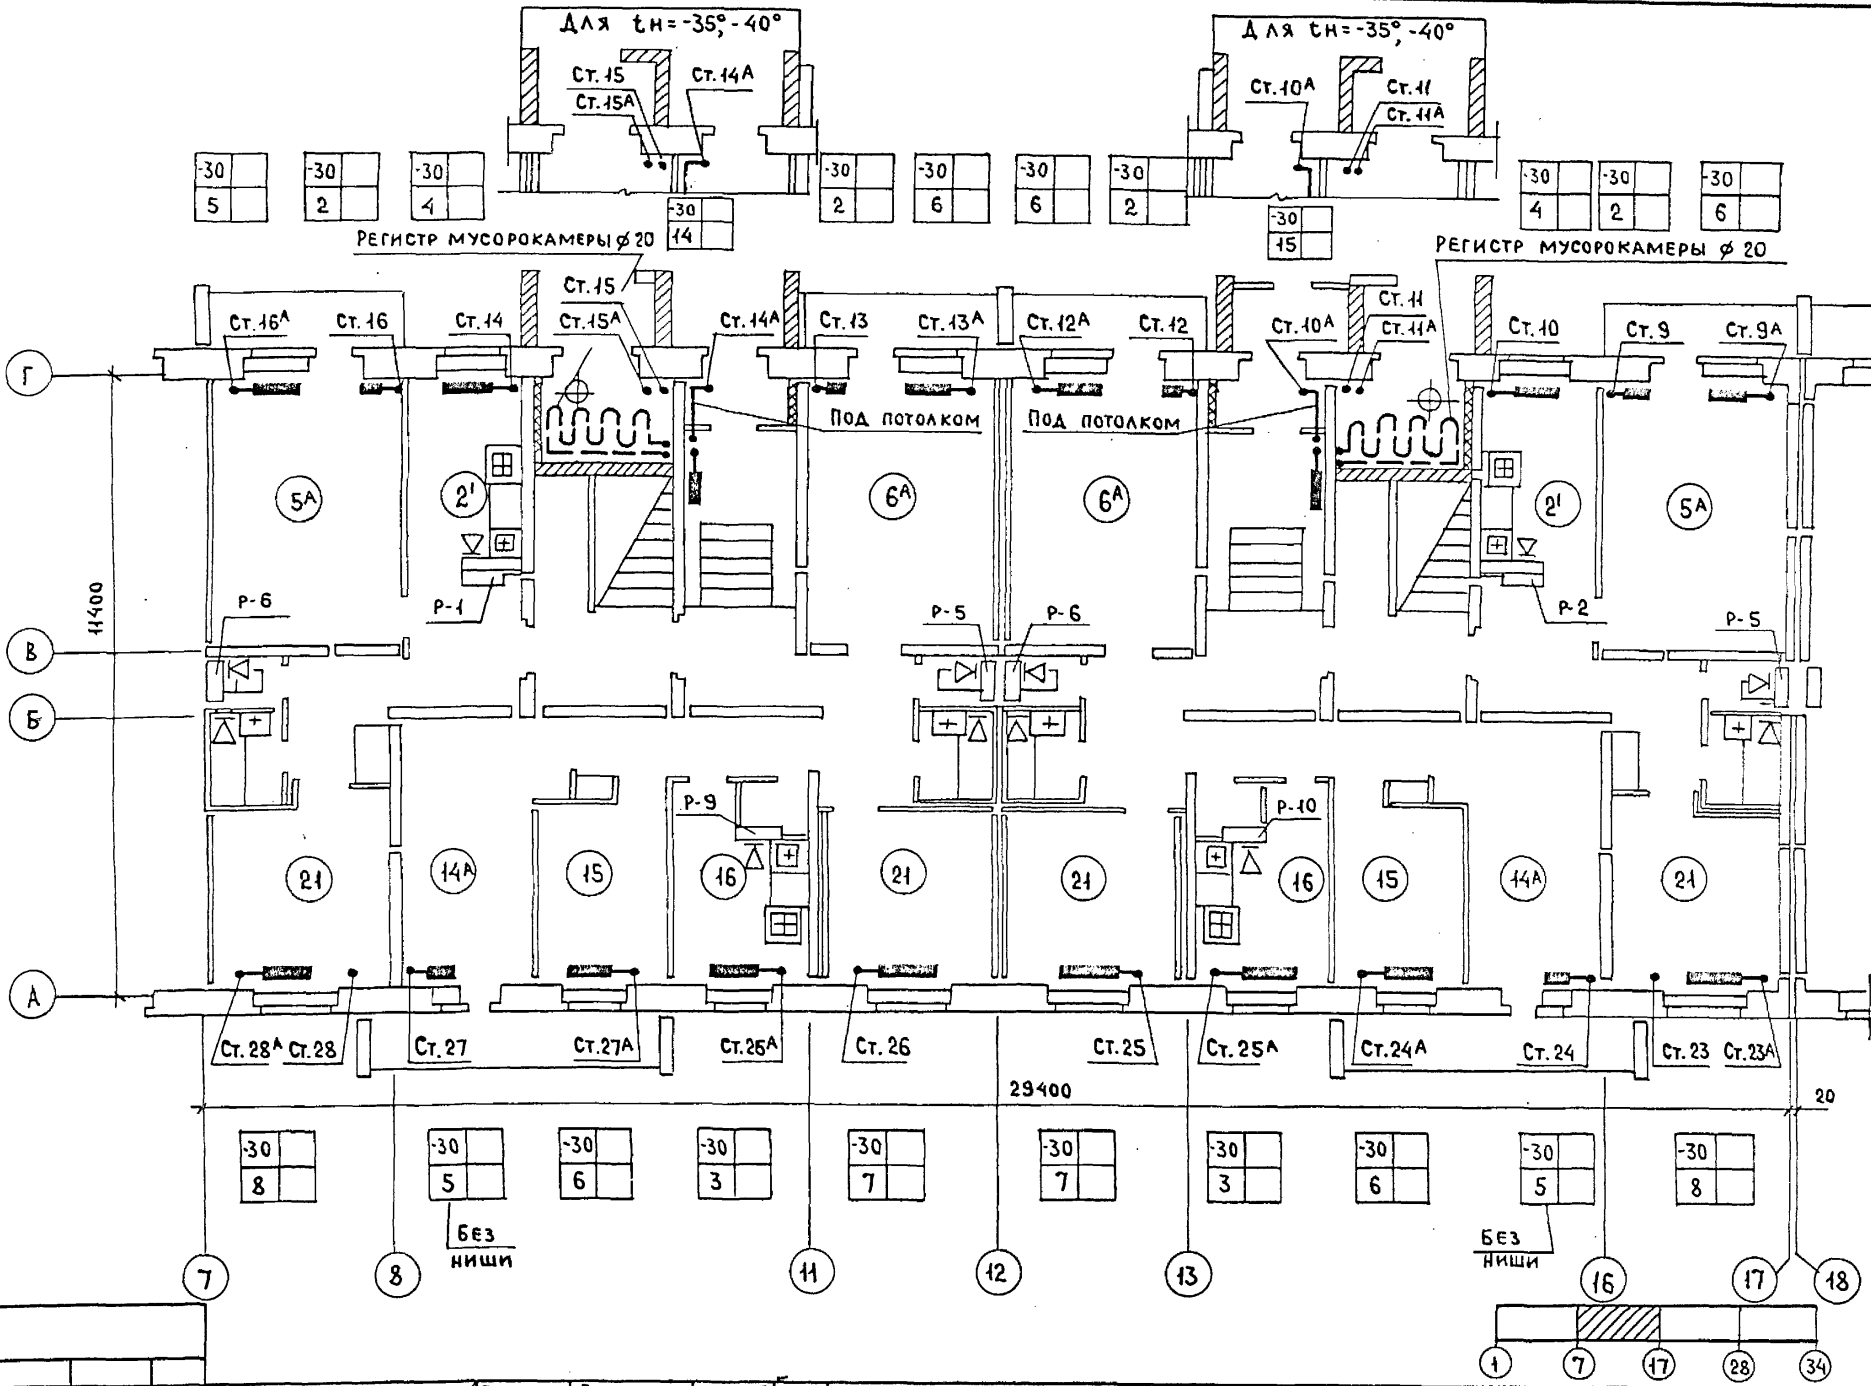 Для tн=-35°,-40°
Для tн=-35°,-40°
Ст.15
Ст.14А
Ст.15А
Ст.10А
Ст.11
Ст.11А
-30
5
-30
2
-30
4
-30
14
-30
2
-30
6
-30
6
-30
2
-30
15
-30
4
-30
2
-30
6
РЕГИСТР МУСОРОКАМЕРЫ ϕ 20
РЕГИСТР МУСОРОКАМЕРЫ ϕ 20
Ст.15
Ст.11
Ст.16А
Ст.16
Ст.14
Ст.15А
Ст.14А
Ст.13
Ст.13А
Ст.12А
Ст.12
Ст.10А
Ст.11А
Ст.10
Ст.9
Ст.9А
Г
ПОД ПОТОЛКОМ
ПОД ПОТОЛКОМ
5А
2'
6А
6А
2'
5А
11400
Р-6
Р-1
Р-5
Р-6
Р-2
Р-5
В
Б
Р-9
Р-10
21
14А
15
16
21
21
16
15
14А
21
А
Ст.28А
Ст.28
Ст.27
Ст.27А
Ст.26А
Ст.26
Ст.25
Ст.25А
Ст.24А
Ст.24
Ст.23
Ст.23А
29400
20
-30
8
-30
5
-30
6
-30
3
-30
7
-30
7
-30
3
-30
6
-30
5
-30
8
БЕЗ
НИШИ
БЕЗ
НИШИ
7
8
11
12
13
16
17
18
1
7
17
28
34